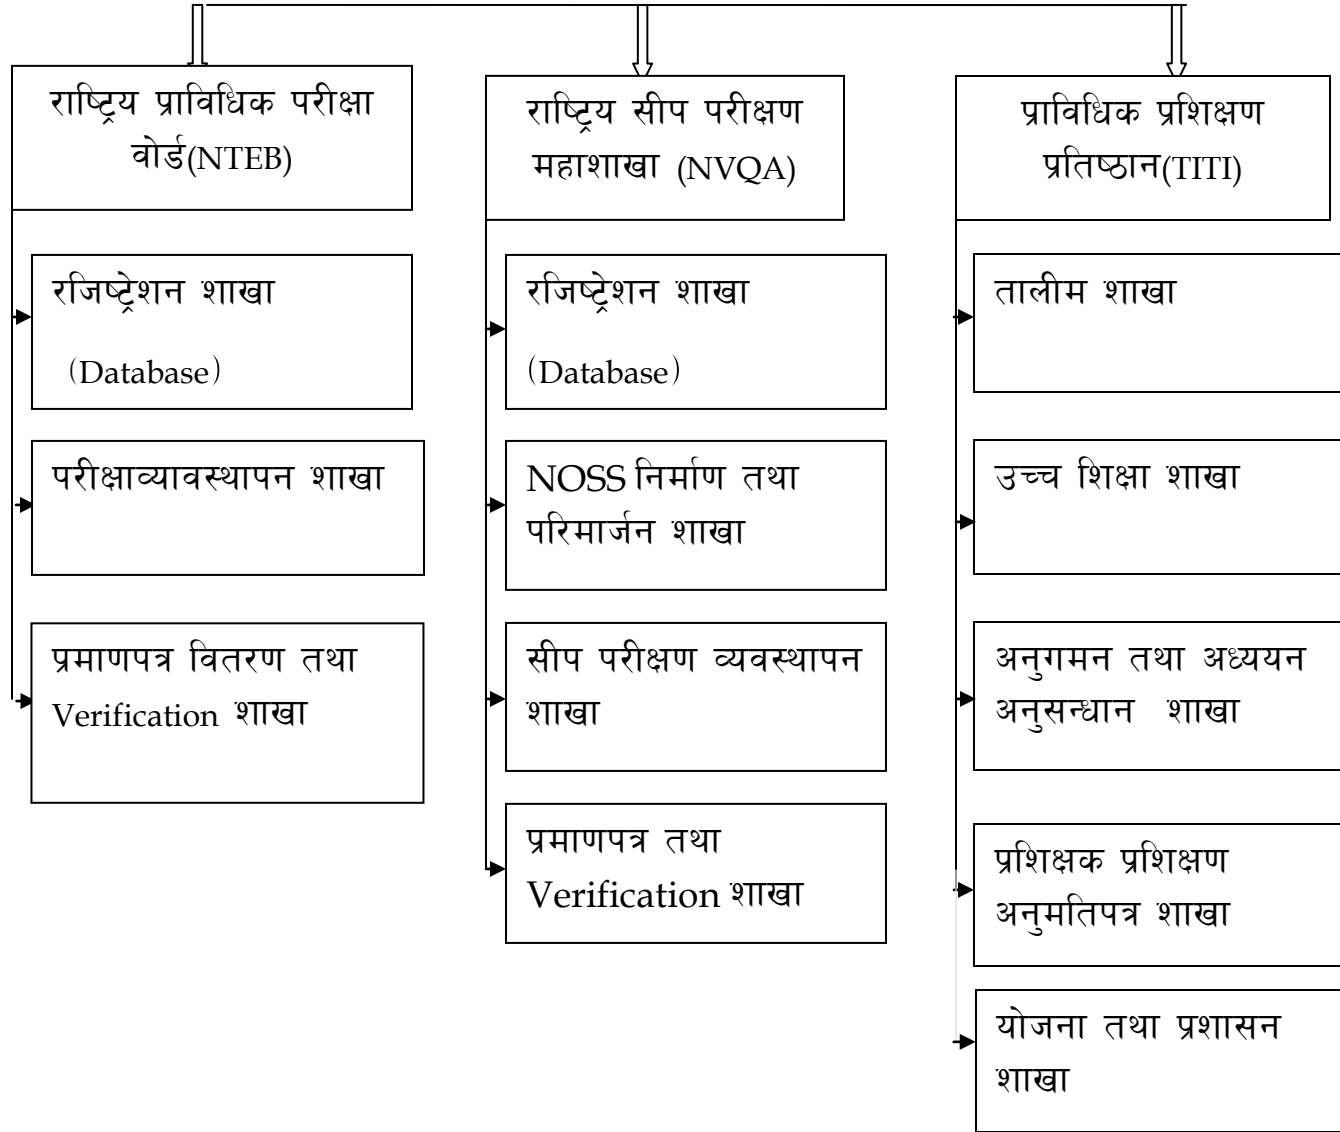 राष्ट्रिय प्राविधिक परीक्षा
वोर्ड(NTEB)
रजिष्ट्रेशन शाखा
(Database)
परीक्षाव्यावस्थापन शाखा
प्रमाणपत्र वितरण तथा
Verification शाखा
राष्ट्रिय सीप परीक्षण
महाशाखा (NVQA)
रजिष्ट्रेशन शाखा
(Database)
NOSS निर्माण तथा
परिमार्जन शाखा
सीप परीक्षण व्यवस्थापन
शाखा
प्रमाणपत्र तथा
Verification शाखा
प्राविधिक प्रशिक्षण
प्रतिष्ठान(TITI)
तालीम शाखा
उच्च शिक्षा शाखा
अनुगमन तथा अध्ययन
अनुसन्धान शाखा
प्रशिक्षक प्रशिक्षण
अनुमतिपत्र शाखा
योजना तथा प्रशासन
शाखा